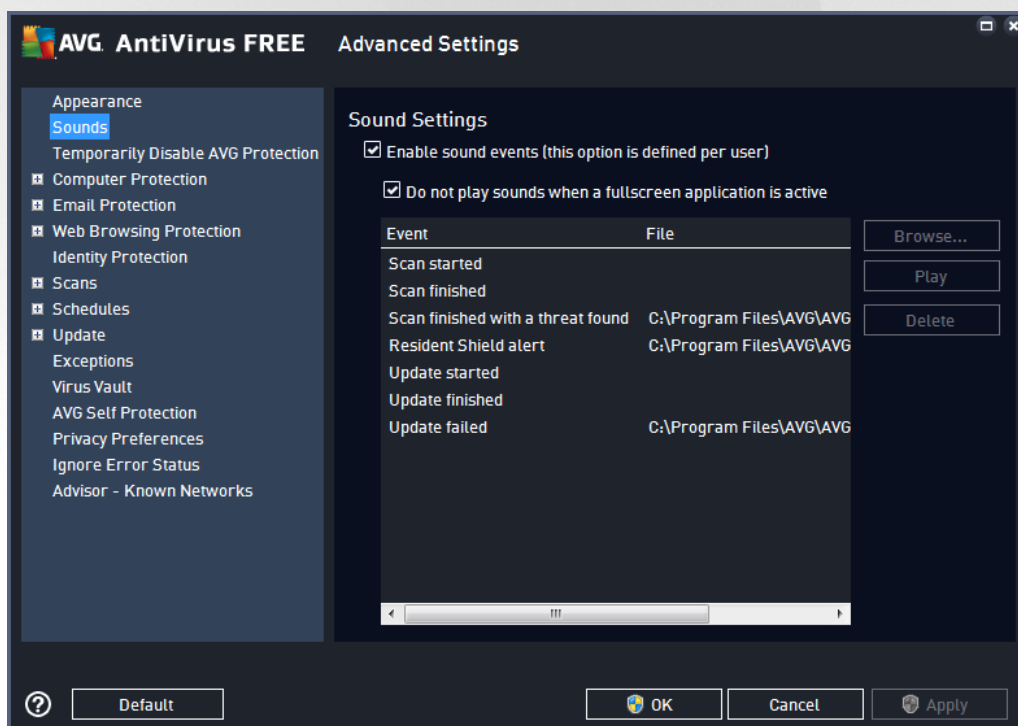 AVG. AntiVirus FREE Advanced Settings
Appearance
Sounds
Temporarily Disable AVG Protection
Computer Protection
Email Protection
Web Browsing Protection
Identity Protection
Scans
Schedules
Update
Exceptions
Virus Vault
AVG Self Protection
Privacy Preferences
Ignore Error Status
Advisor - Known Networks
Sound Settings
Enable sound events (this option is defined per user)
Do not play sounds when a fullscreen application is active
Event File
Scan started
Scan finished
Scan finished with a threat found C:\Program Files\AVG\AVG
Resident Shield alert C:\Program Files\AVG\AVG
Update started
Update finished
Update failed C:\Program Files\AVG\AVG
Browse...
Play
Delete
? Default OK Cancel Apply